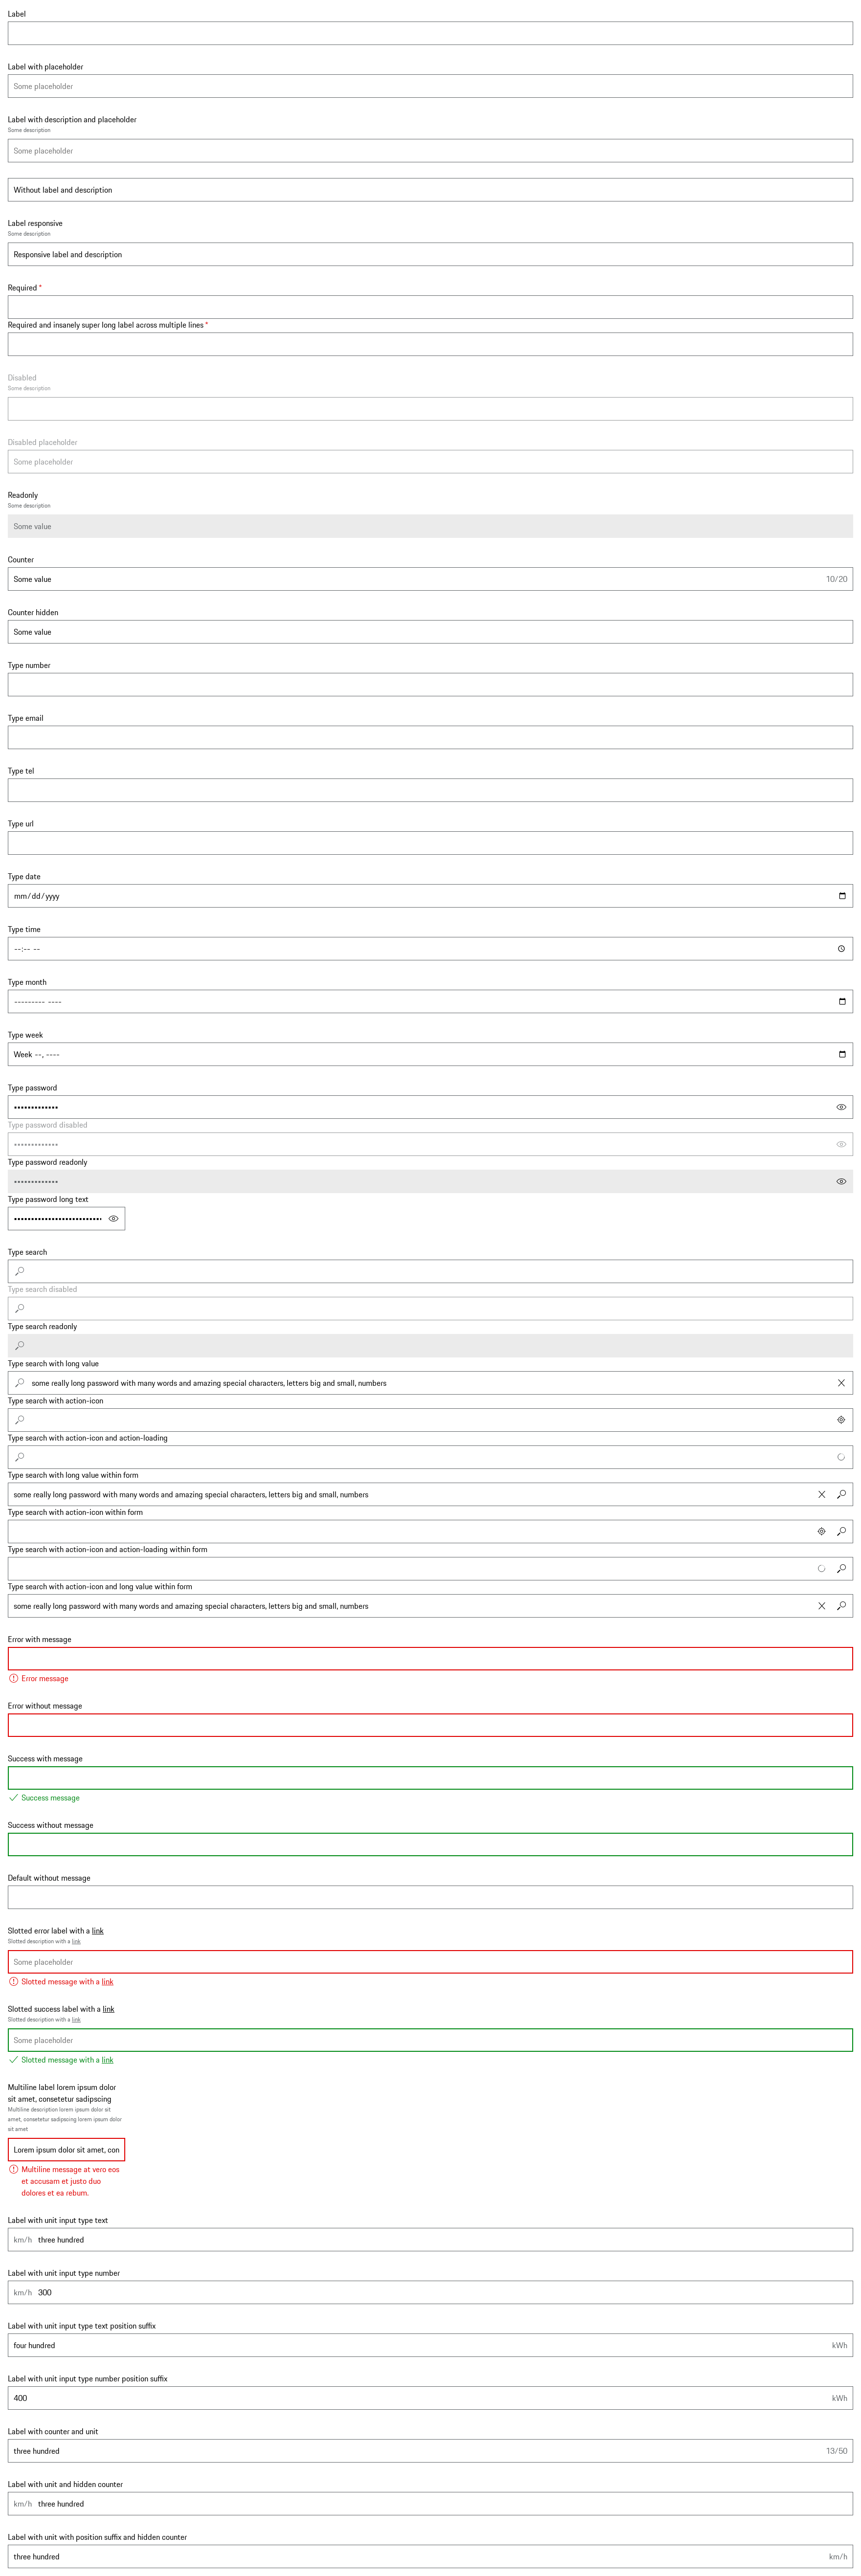 Label
Label with placeholder
Some placeholder
Label with description and placeholder
Some description
Some placeholder
Without label and description
Label responsive
Some description
Responsive label and description
Required *
Required and insanely super long label across multiple lines *
Disabled
Some description
Disabled placeholder
Some placeholder
Readonly
Some description
Some value
Counter
Some value 10/20
Counter hidden
Some value
Type number
Type email
Type tel
Type url
Type date
mm/dd/yyyy
Type time
--:-- --
Type month
--------- ----
Type week
Week --, ----
Type password
•••••••••••••
Type password disabled
•••••••••••••
Type password readonly
•••••••••••••
Type password long text
••••••••••••••••••••••••••
Type search
Type search disabled
Type search readonly
Type search with long value
some really long password with many words and amazing special characters, letters big and small, numbers
Type search with action-icon
Type search with action-icon and action-loading
Type search with long value within form
some really long password with many words and amazing special characters, letters big and small, numbers
Type search with action-icon within form
Type search with action-icon and action-loading within form
Type search with action-icon and long value within form
some really long password with many words and amazing special characters, letters big and small, numbers
Error with message
Error message
Error without message
Success with message
Success message
Success without message
Default without message
Slotted error label with a link
Slotted description with a link
Some placeholder
Slotted message with a link
Slotted success label with a link
Slotted description with a link
Some placeholder
Slotted message with a link
Multiline label lorem ipsum dolor
sit amet, consetetur sadipscing
Multiline description lorem ipsum dolor sit
amet, consetetur sadipscing lorem ipsum dolor
sit amet
Lorem ipsum dolor sit amet, con
Multiline message at vero eos
et accusam et justo duo
dolores et ea rebum.
Label with unit input type text
km/h three hundred
Label with unit input type number
km/h 300
Label with unit input type text position suffix
four hundred kWh
Label with unit input type number position suffix
400 kWh
Label with counter and unit
three hundred 13/50
Label with unit and hidden counter
km/h three hundred
Label with unit with position suffix and hidden counter
three hundred km/h